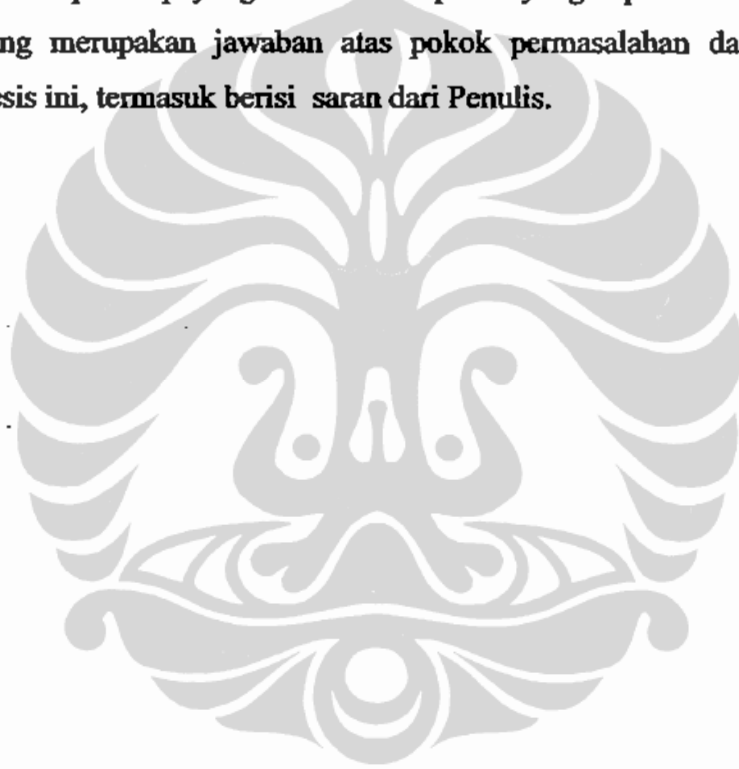 ng merupakan jawaban atas pokok permasalahan da
esis ini, termasuk berisi saran dari Penulis.